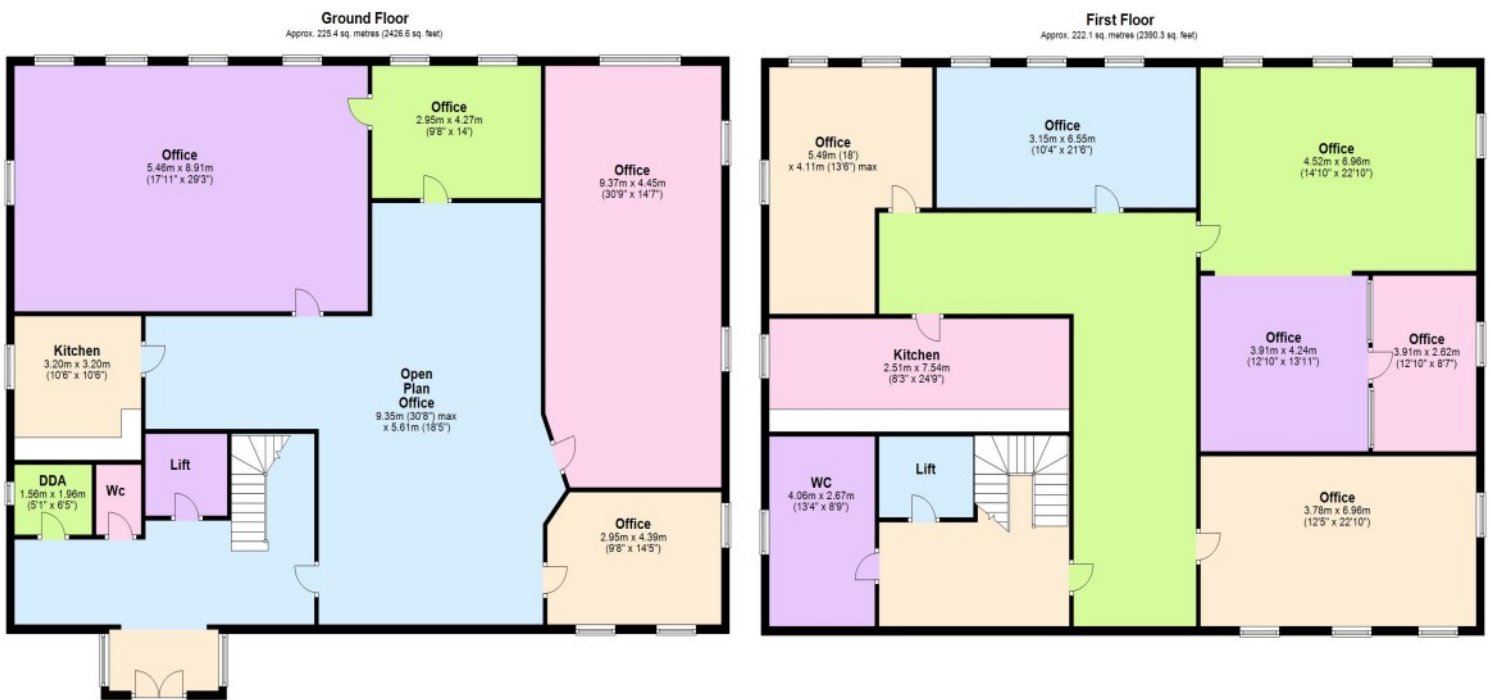 Ground Floor
Approx. 225.4 sq. metres (2426.6 sq. feet)
Office
5.46m x 8.91m
(17'11" x 29'3")
Office
2.95m x 4.27m
(9'8" x 14')
Office
9.37m x 4.45m
(30'9" x 14'7")
Kitchen
3.20m x 3.20m
(10'6" x 10'6")
Open
Plan
Office
9.35m (30'8") max
x 5.61m (18'5")
Lift
DDA
1.56m x 1.96m
(5'1" x 6'5")
Wc
Office
2.95m x 4.39m
(9'8" x 14'5")
First Floor
Approx. 222.1 sq. metres (2390.3 sq. feet)
Office
5.49m (18')
x 4.11m (13'6") max
Office
3.15m x 6.55m
(10'4" x 21'6")
Office
4.52m x 6.96m
(14'10" x 22'10")
Kitchen
2.51m x 7.54m
(8'3" x 24'9")
Office
3.91m x 4.24m
(12'10" x 13'11")
Office
3.91m x 2.62m
(12'10" x 8'7")
WC
4.06m x 2.67m
(13'4" x 8'9")
Lift
Office
3.78m x 6.96m
(12'5" x 22'10")